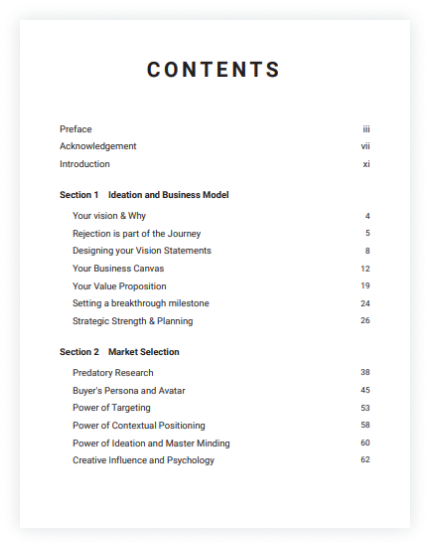 CONTENTS
Preface iii
Acknowledgement vii
Introduction xi
Section 1 Ideation and Business Model
Your vision & Why 4
Rejection is part of the Journey 5
Designing your Vision Statements 8
Your Business Canvas 12
Your Value Proposition 19
Setting a breakthrough milestone 24
Strategic Strength & Planning 26
Section 2 Market Selection
Predatory Research 38
Buyer's Persona and Avatar 45
Power of Targeting 53
Power of Contextual Positioning 58
Power of Ideation and Master Minding 60
Creative Influence and Psychology 62